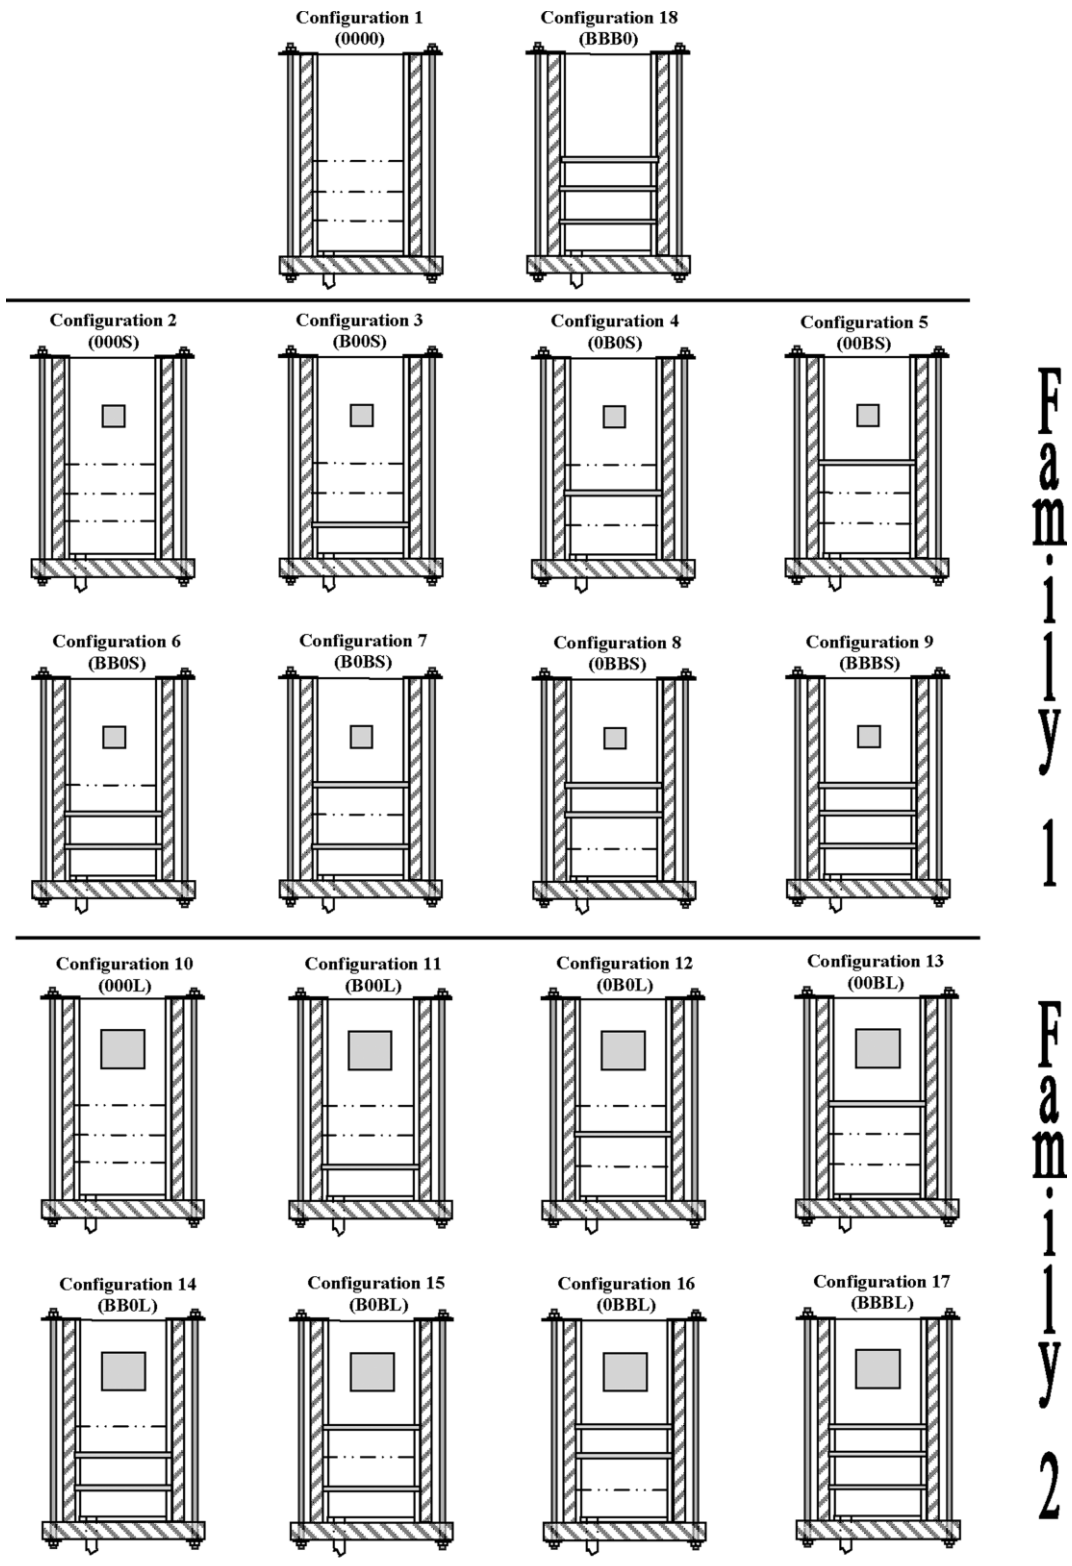 Configuration 1
(0000)
Configuration 18
(BBB0)
Configuration 2
(000S)
Configuration 3
(B00S)
Configuration 4
(0B0S)
Configuration 5
(00BS)
Configuration 6
(BB0S)
Configuration 7
(B0BS)
Configuration 8
(0BBS)
Configuration 9
(BBBS)
Family 1
Configuration 10
(000L)
Configuration 11
(B00L)
Configuration 12
(0B0L)
Configuration 13
(00BL)
Configuration 14
(BB0L)
Configuration 15
(B0BL)
Configuration 16
(0BBL)
Configuration 17
(BBBL)
Family 2